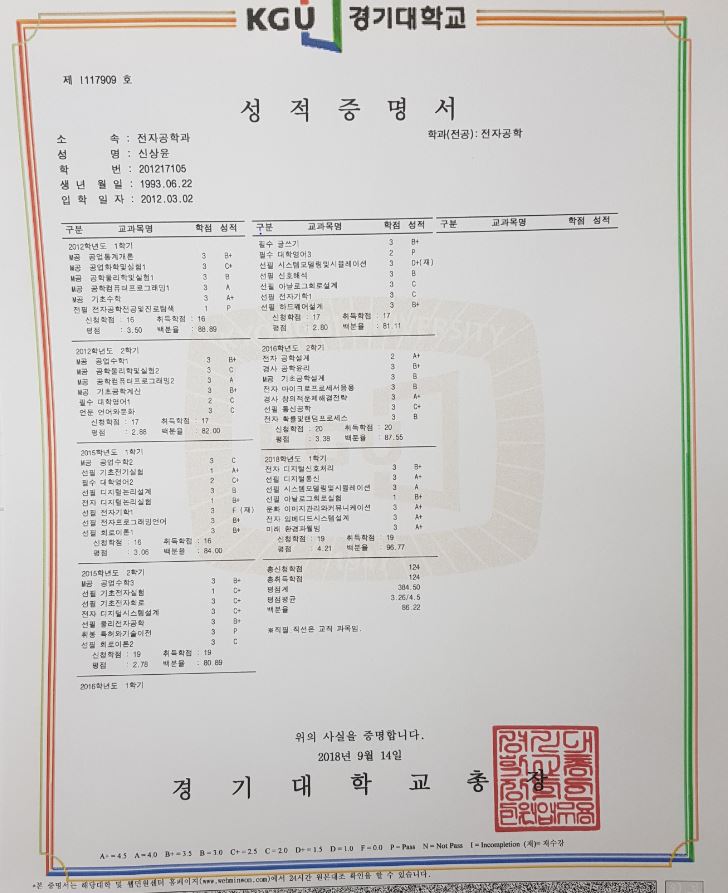 KGU 경기대학교
제 1117909 호
성 적 증 명 서
소 속 : 전자공학과
학과(전공): 전자공학
성 명 : 신상윤
학 번 : 201217105
생 년 월 일 : 1993.06.22
입 학 일 자 : 2012.03.02
구분 교과목명 학점 성적
2012학년도 1학기
M공 공업통계개론 3 B+
M공 공업화학및실험1 3 C+
M공 공학물리학및실험1 3 B
M공 공학컴퓨터프로그래밍1 3 A
M공 기초수학 3 A+
전필 전자공학전공및진로탐색 1 P
신청학점 : 16 취득학점 : 16
평점 : 3.50 백분율 : 88.89
2012학년도 2학기
M공 공업수학1 3 B+
M공 공학물리학및실험2 3 C
M공 공학컴퓨터프로그래밍2 3 A
M공 기초공학계산 3 B+
필수 대학영어1 2 C
언문 언어와문화 3 C
신청학점 : 17 취득학점 : 17
평점 : 2.88 백분율 : 82.00
2015학년도 1학기
M공 공업수학2 3 C
선필 기초전기실험 1 A+
필수 대학영어2 2 C+
선필 디지털논리설계 3 B
전자 디지털논리실험 1 B+
선필 전자기학1 3 F (재)
선필 전자프로그래밍언어 3 B+
선필 회로이론1 3 B+
신청학점 : 16 취득학점 : 16
평점 : 3.06 백분율 : 84.00
2015학년도 2학기
M공 공업수학3 3 B+
선필 기초전자실험 1 C+
선필 기초전자회로 3 C+
전자 디지털시스템설계 3 C+
선필 물리전자공학 3 B+
취봉 특허와기술이전 3 P
선필 회로이론2 3 C
신청학점 : 19 취득학점 : 19
평점 : 2.78 백분율 : 80.89
2016학년도 1학기
구분 교과목명 학점 성적
필수 글쓰기 3 B+
필수 대학영어3 2 P
선필 시스템모델링및시뮬레이션 3 D+(재)
선필 신호해석 3 B
선필 아날로그회로설계 3 C
선필 전자기학1 3 C
선필 하드웨어설계 3 B+
신청학점 : 17 취득학점 : 17
평점 : 2.80 백분율 : 81.11
2016학년도 2학기
전자 공학설계 2 A+
경사 공학윤리 3 B+
M공 기초공학설계 3 B
전자 마이크로프로세서응용 3 B
경사 창의적문제해결전략 3 A+
선필 통신공학 3 C+
전자 확률및랜덤프로세스 3 B
신청학점 : 20 취득학점 : 20
평점 : 3.38 백분율 : 87.55
2018학년도 1학기
전자 디지털신호처리 3 B+
선필 디지털통신 3 A+
선필 시스템모델링및시뮬레이션 3 A
선필 아날로그회로실험 1 B+
문화 이미지관리와커뮤니케이션 3 A+
전자 임베디드시스템설계 3 A+
미래 환경과웰빙 3 A+
신청학점 : 19 취득학점 : 19
평점 : 4.21 백분율 : 96.77
총신청학점 124
총취득학점 124
평점계 384.50
평점평균 3.26/4.5
백분율 86.22
※직필,직선은 교직 과목임.
구분 교과목명 학점 성적
위의 사실을 증명합니다.
2018년 9월 14일
경 기 대 학 교 총 장
A+=4.5 A=4.0 B+=3.5 B=3.0 C+=2.5 C=2.0 D+=1.5 D=1.0 F=0.0 P=Pass N=Not Pass I=Incompletion (재)=재수강
*본 증명서는 해당대학 및 웹민원센터 홈페이지(www.webminwon.com)에서 24시간 원본대조 확인을 할 수 있습니다.